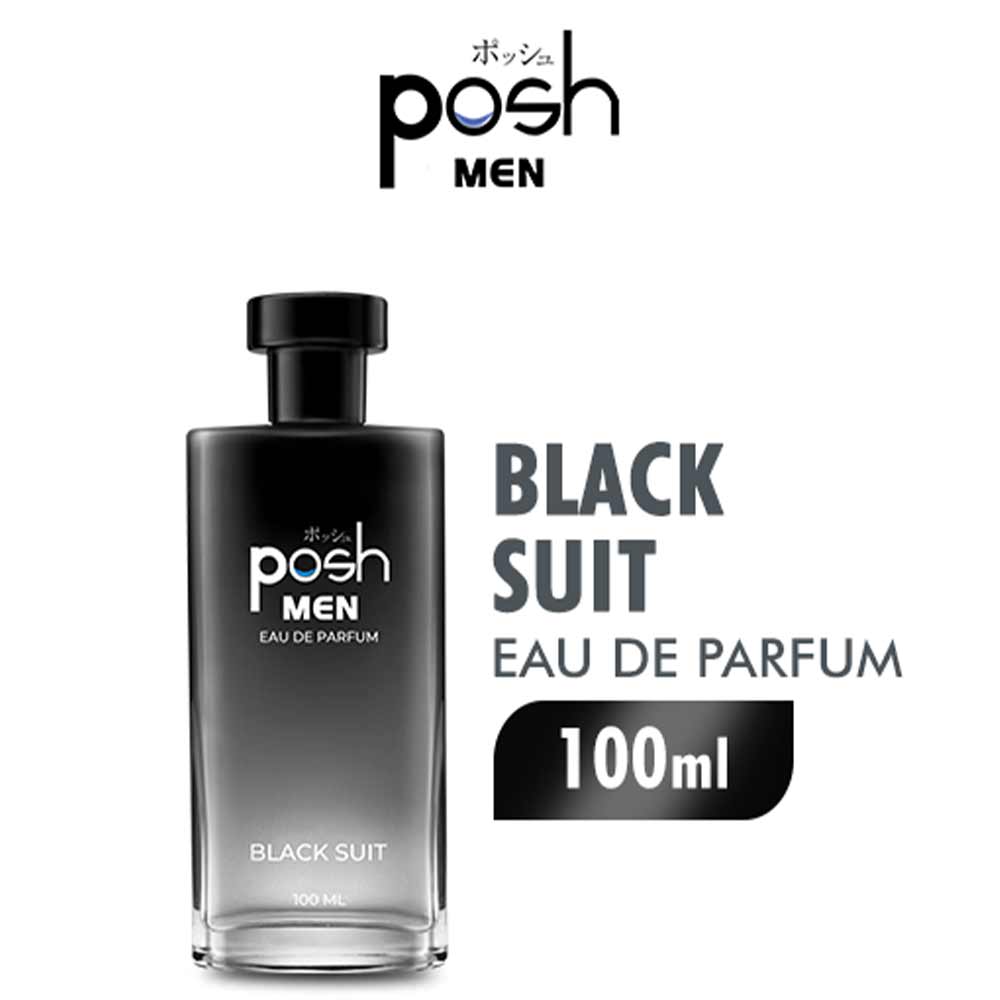 ポッシュ
posh
MEN
ポッシュ
posh
MEN
EAU DE PARFUM
BLACK SUIT
100 ML
BLACK
SUIT
EAU DE PARFUM
100ml